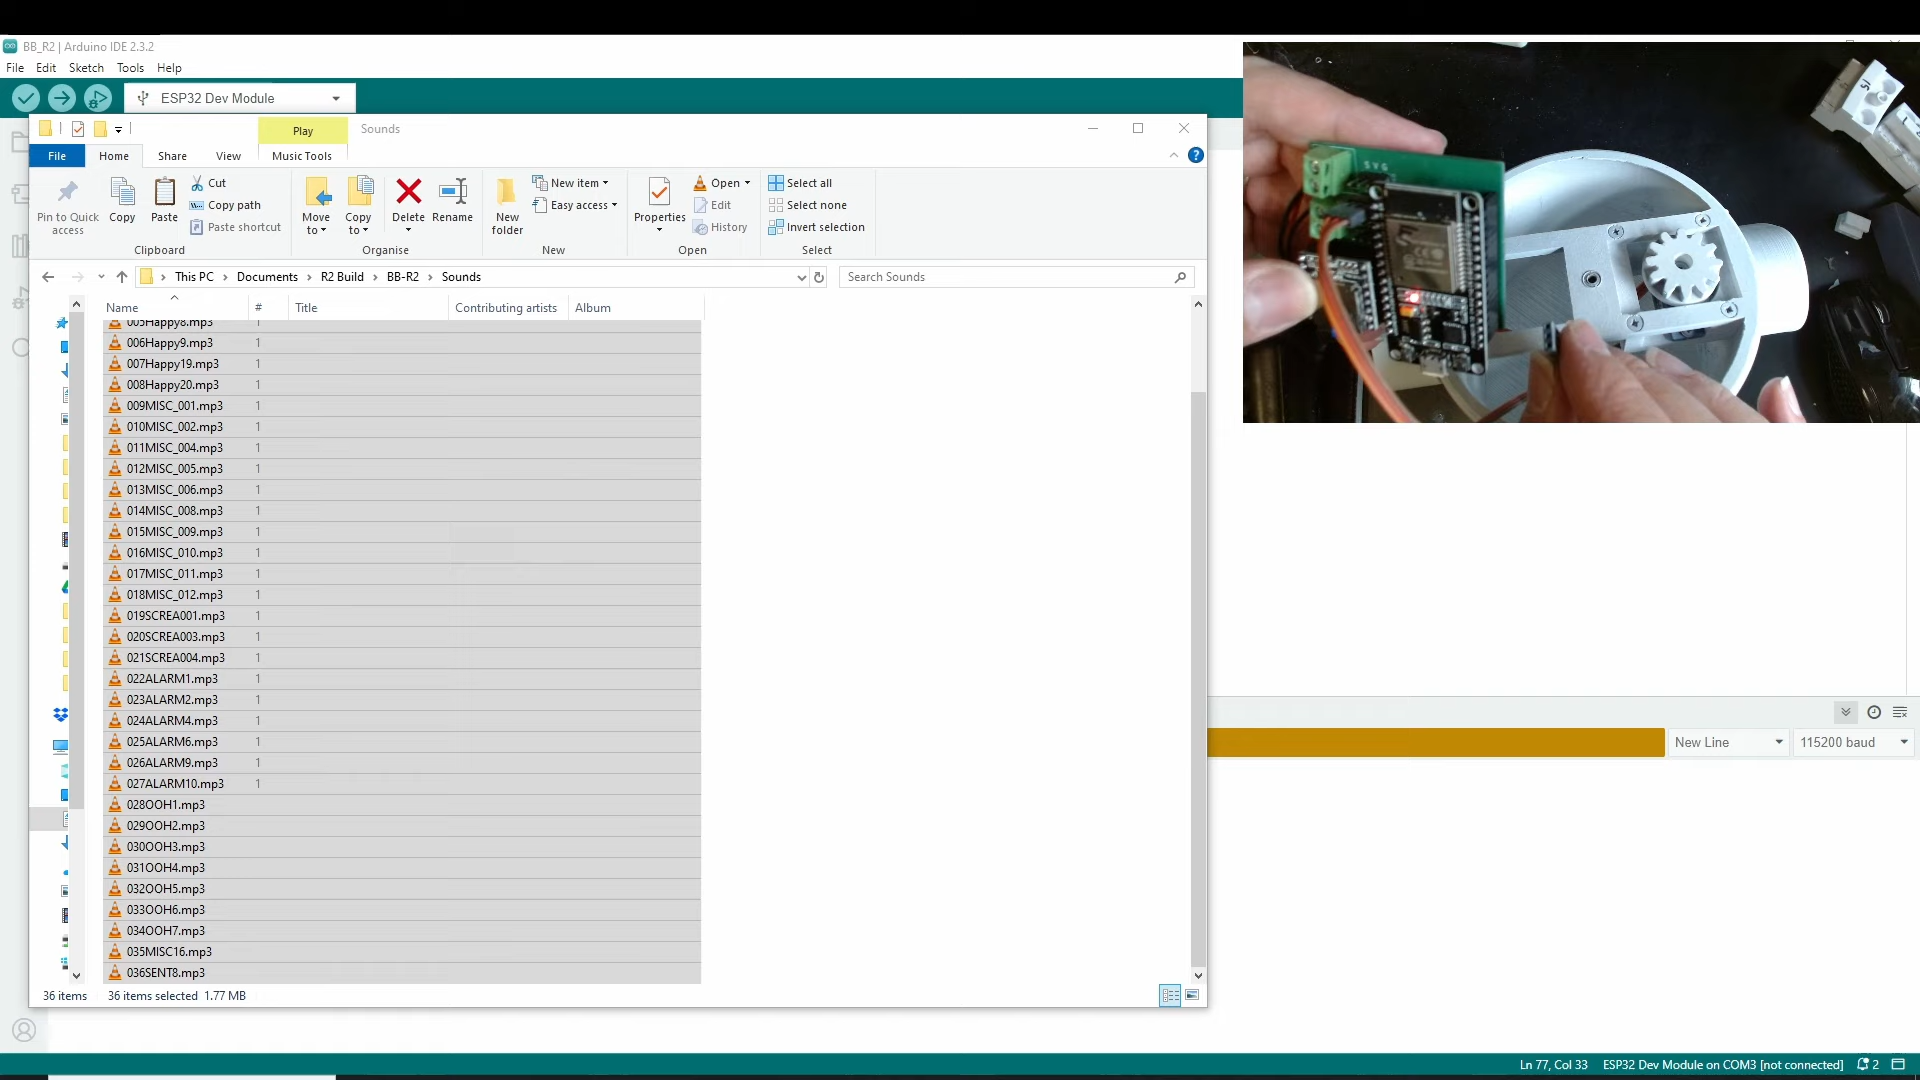 BB_R2 | Arduino IDE 2.3.2
File Edit Sketch Tools Help
ESP32 Dev Module
Play Sounds
File Home Share View Music Tools
Pin to Quick access
Copy
Paste
Cut
Copy path
Paste shortcut
Clipboard
Move to
Copy to
Delete
Rename
Organise
New folder
New item
Easy access
New
Properties
Open
Edit
History
Open
Select all
Select none
Invert selection
Select
This PC > Documents > R2 Build > BB-R2 > Sounds
Search Sounds
Name # Title Contributing artists Album
005Happy8.mp3 1
006Happy9.mp3 1
007Happy19.mp3 1
008Happy20.mp3 1
009MISC_001.mp3 1
010MISC_002.mp3 1
011MISC_004.mp3 1
012MISC_005.mp3 1
013MISC_006.mp3 1
014MISC_008.mp3 1
015MISC_009.mp3 1
016MISC_010.mp3 1
017MISC_011.mp3 1
018MISC_012.mp3 1
019SCREA001.mp3 1
020SCREA003.mp3 1
021SCREA004.mp3 1
022ALARM1.mp3 1
023ALARM2.mp3 1
024ALARM4.mp3 1
025ALARM6.mp3 1
026ALARM9.mp3 1
027ALARM10.mp3 1
028OOH1.mp3
029OOH2.mp3
030OOH3.mp3
031OOH4.mp3
032OOH5.mp3
033OOH6.mp3
034OOH7.mp3
035MISC16.mp3
036SENT8.mp3
36 items 36 items selected 1.77 MB
New Line 115200 baud
Ln 77, Col 33 ESP32 Dev Module on COM3 [not connected] 2